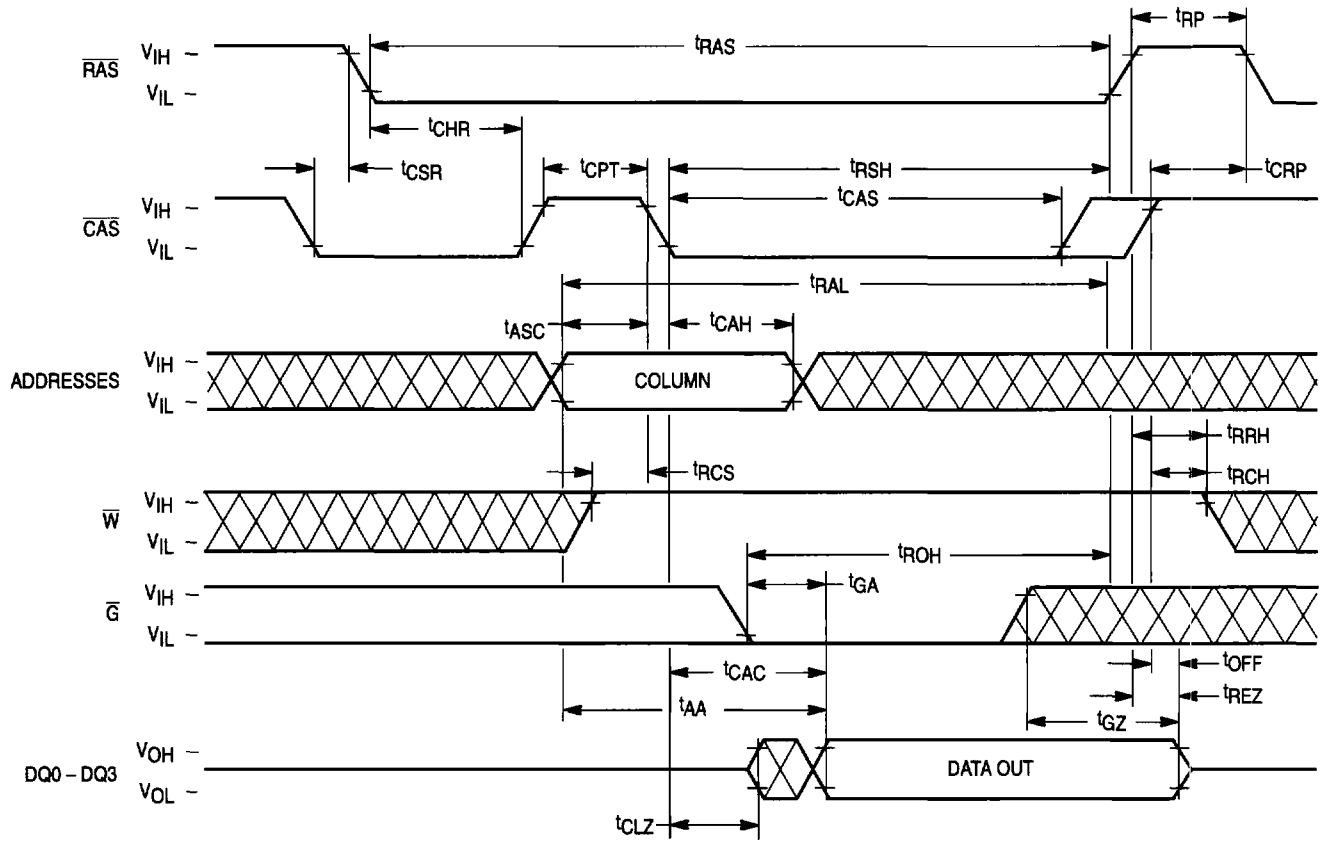 tRP
RAS VIH VIL tRAS
tCHR
tCSR tCPT tRSH tCRP
tCAS
CAS VIH VIL
tRAL
tASC tCAH
ADDRESSES VIH VIL COLUMN
tRRH
tRCS tRCH
W VIH VIL
tROH
tGA
G VIH VIL
tCAC tOFF
tAA tREZ
tGZ
DQ0 – DQ3 VOH VOL DATA OUT
tCLZ